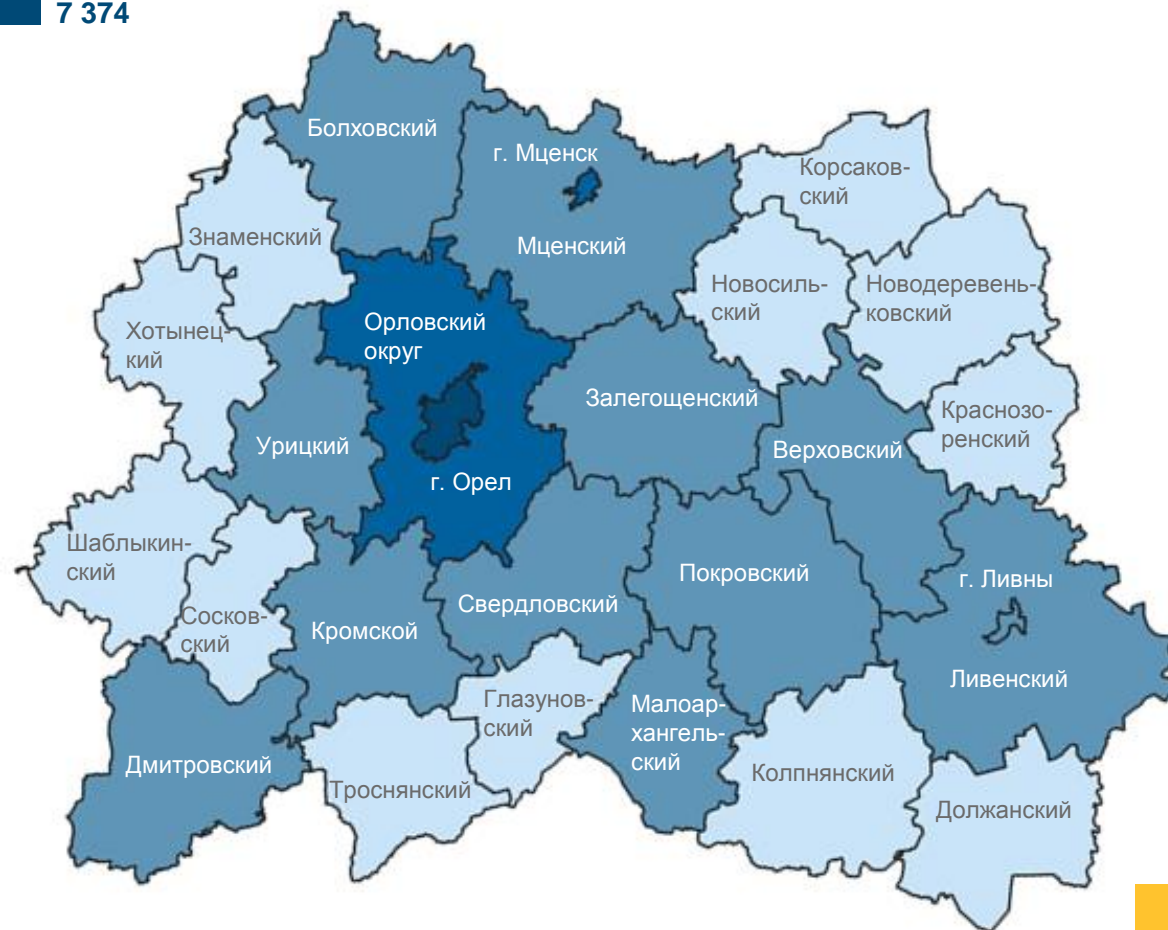 7 374
Болховский
г. Мценск
Корсаков-
ский
Знаменский
Мценский
Новосиль-
ский
Новодеревень-
ковский
Хотынец-
кий
Орловский
округ
Залегощенский
Краснозо-
ренский
Урицкий
Верховский
г. Орел
Шаблыкин-
ский
Покровский
г. Ливны
Сосков-
ский
Кромской
Свердловский
Ливенский
Глазунов-
ский
Малоар-
хангель-
ский
Дмитровский
Троснянский
Колпнянский
Должанский